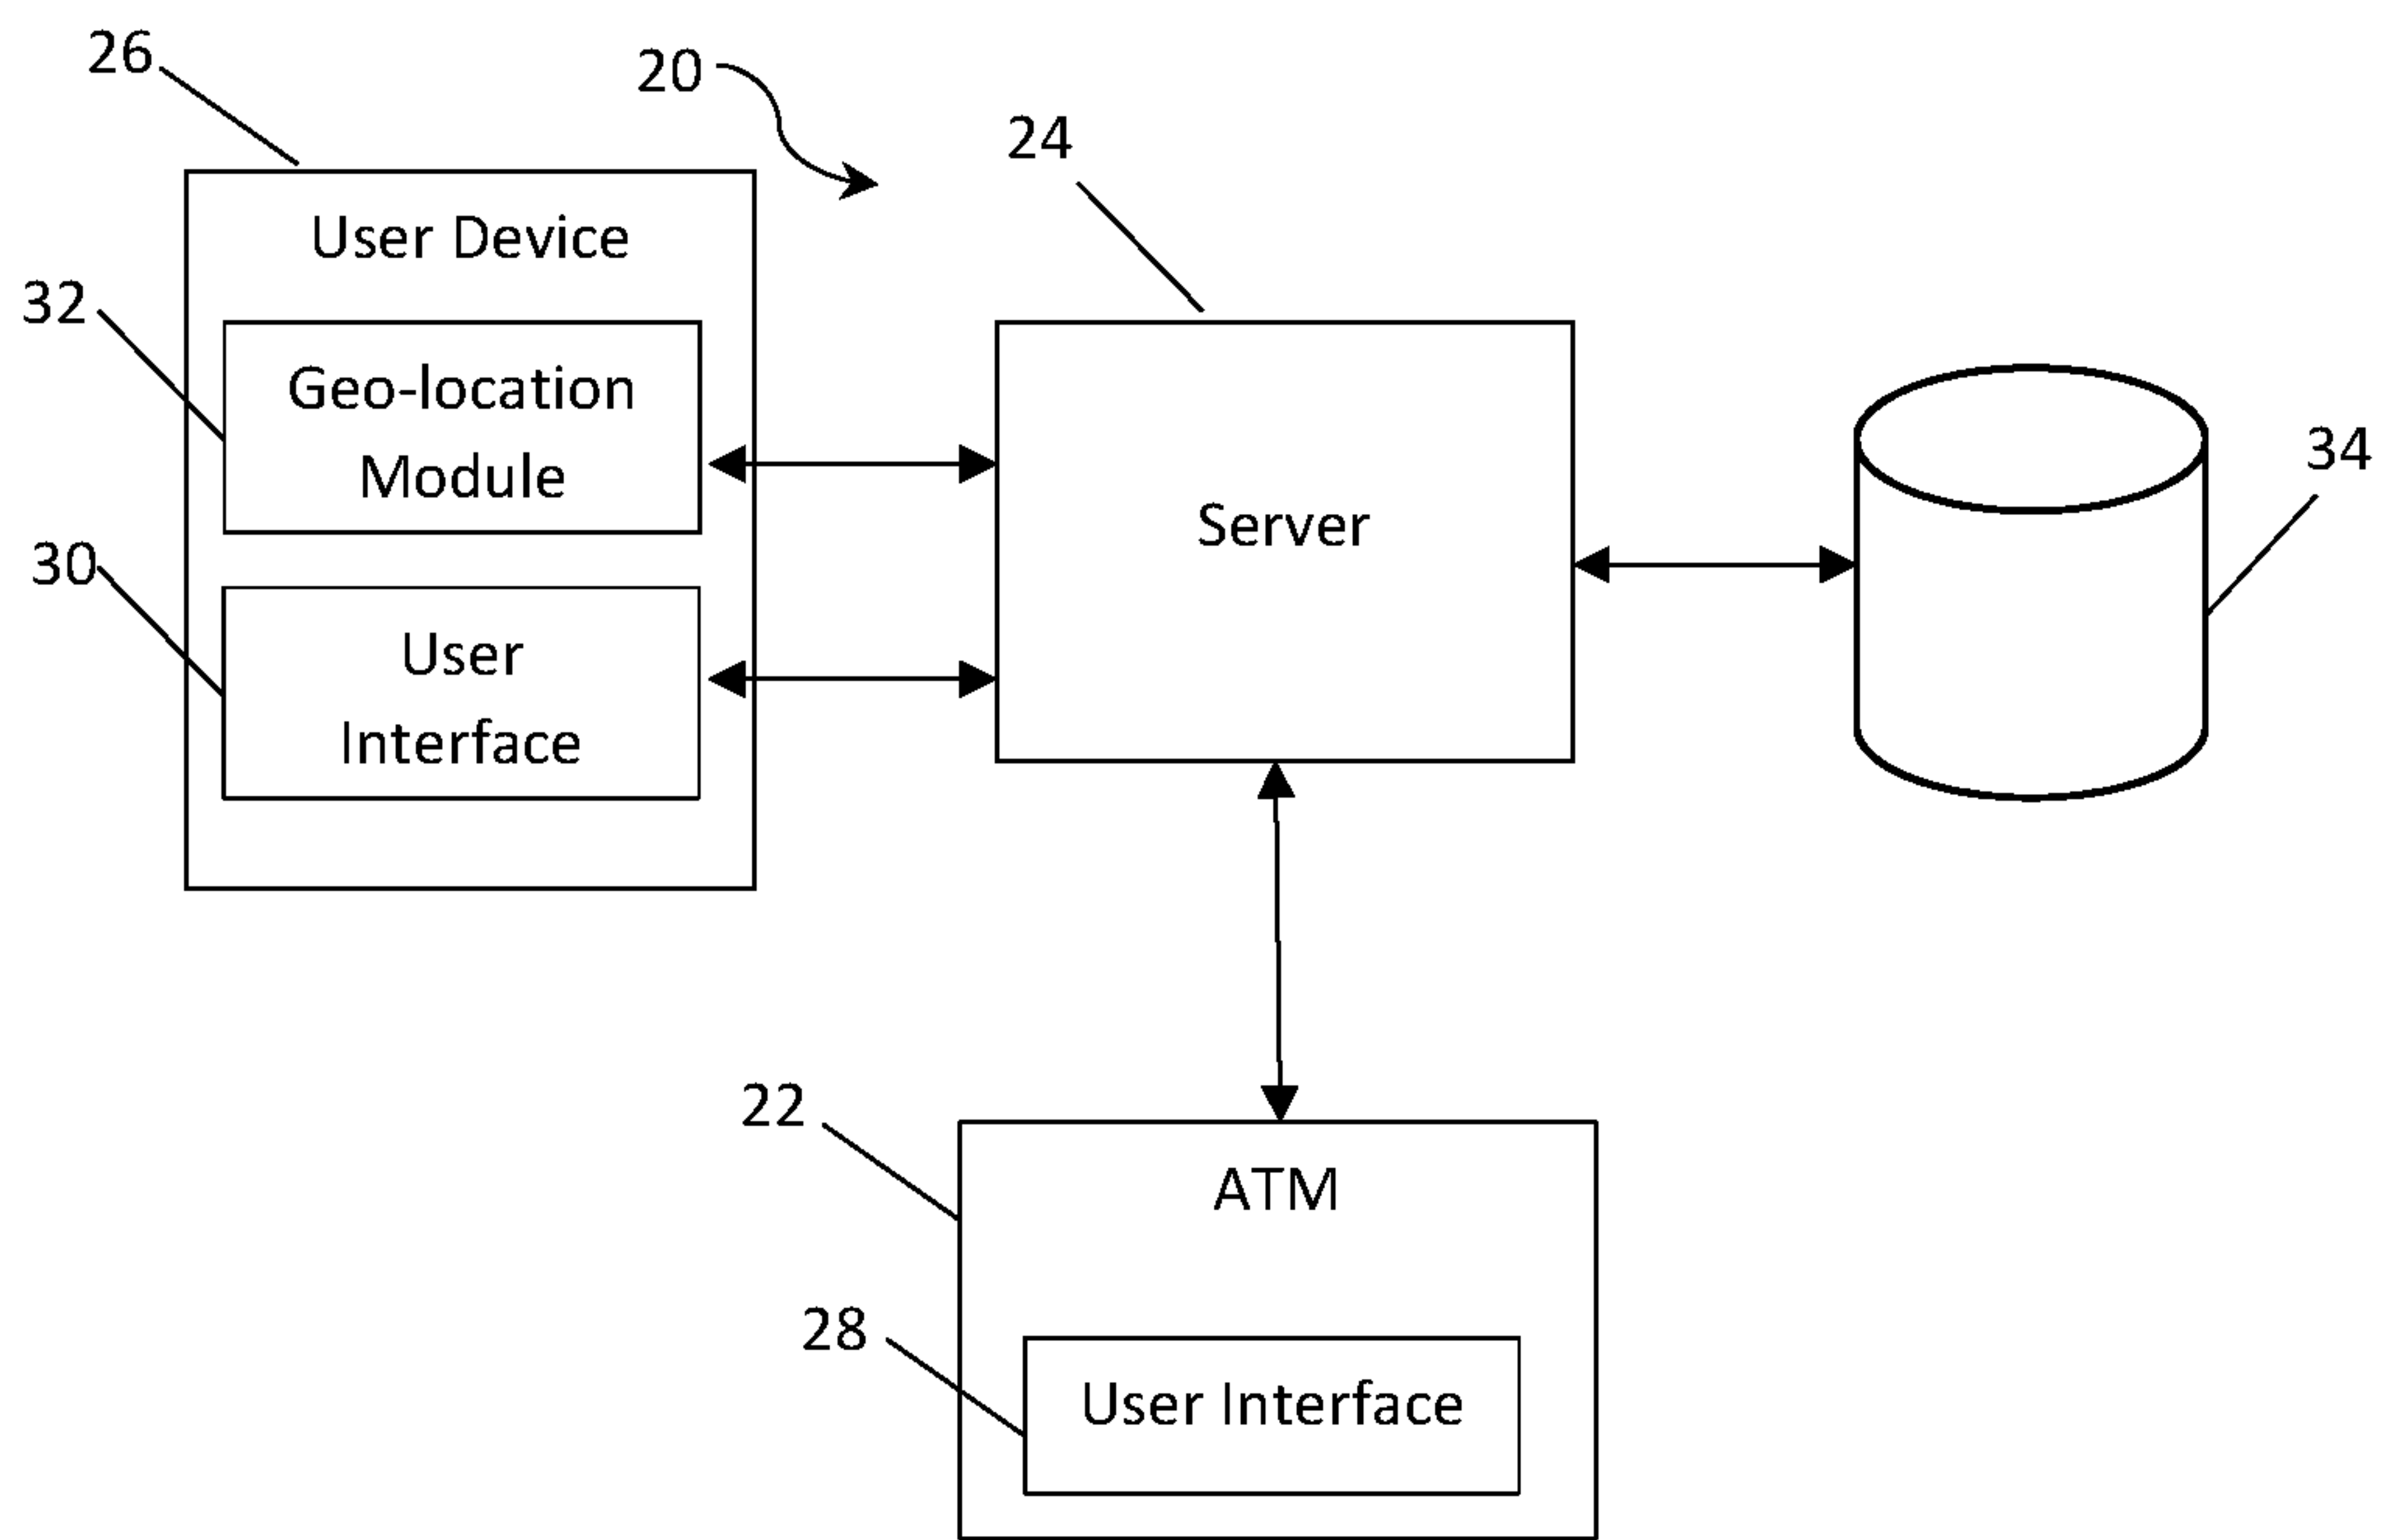 26
20
24
User Device
32
Geo-location
Module
34
Server
30
User
Interface
22
ATM
28
User Interface